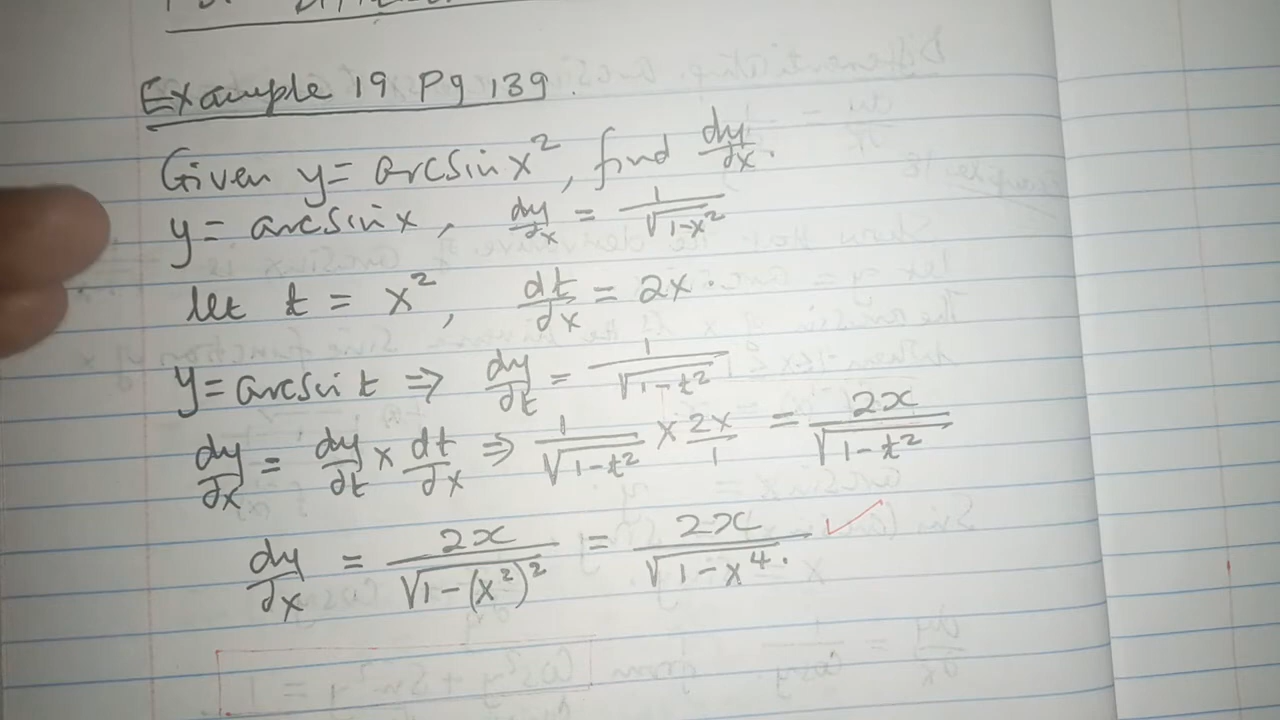 Example 19 Pg 139.
Given y = arcsin x², find dy/dx.
y = arcsin x, dy/dx = 1/√(1-x²)
let t = x², dt/dx = 2x.
y = arcsin t ⇒ dy/dt = 1/√(1-t²)
dy/dx = dy/dt × dt/dx ⇒ 1/√(1-t²) × 2x/1 = 2x/√(1-t²)
dy/dx = 2x/√(1-(x²)²) = 2x/√(1-x⁴). ✓